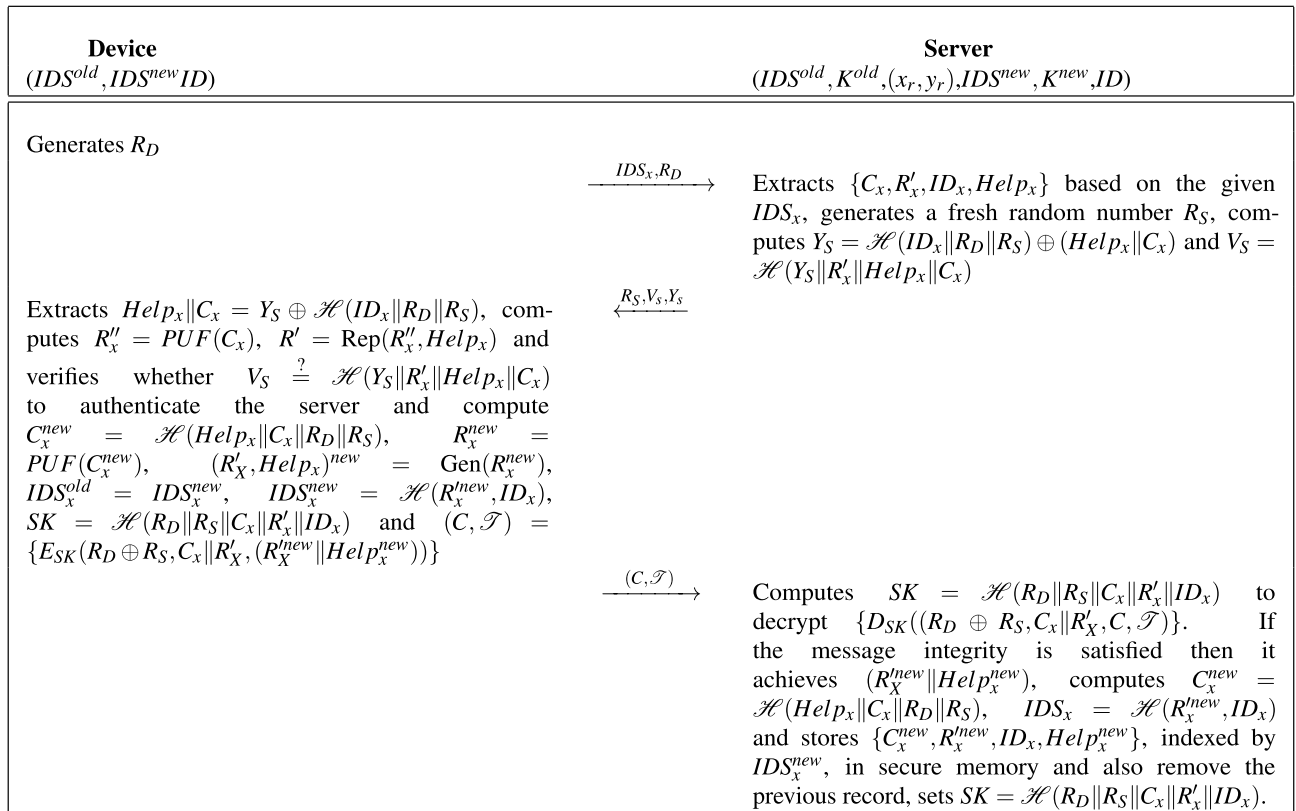 Device
(IDS^{old}, IDS^{new}ID)
Server
(IDS^{old}, K^{old},(x_r, y_r),IDS^{new}, K^{new},ID)
Generates R_D
IDS_x,R_D
Extracts {C_x, R'_x, ID_x, Help_x} based on the given
IDS_x, generates a fresh random number R_S, com-
putes Y_S = ℋ(ID_x‖R_D‖R_S) ⊕ (Help_x‖C_x) and V_S =
ℋ(Y_S‖R'_x‖Help_x‖C_x)
R_S,V_s,Y_s
Extracts Help_x‖C_x = Y_S ⊕ ℋ(ID_x‖R_D‖R_S), com-
putes R''_x = PUF(C_x), R' = Rep(R''_x, Help_x) and
verifies whether V_S ≟ ℋ(Y_S‖R'_x‖Help_x‖C_x)
to authenticate the server and compute
C_x^{new} = ℋ(Help_x‖C_x‖R_D‖R_S), R_x^{new} =
PUF(C_x^{new}), (R'_X, Help_x)^{new} = Gen(R_x^{new}),
IDS_x^{old} = IDS_x^{new}, IDS_x^{new} = ℋ(R_x'^{new}, ID_x),
SK = ℋ(R_D‖R_S‖C_x‖R'_x‖ID_x) and (C, 𝒯) =
{E_{SK}(R_D ⊕ R_S, C_x‖R'_X, (R_X'^{new}‖Help_x^{new}))}
(C,𝒯)
Computes SK = ℋ(R_D‖R_S‖C_x‖R'_x‖ID_x) to
decrypt {D_{SK}((R_D ⊕ R_S, C_x‖R'_X, C, 𝒯)}. If
the message integrity is satisfied then it
achieves (R_X'^{new}‖Help_x^{new}), computes C_x^{new} =
ℋ(Help_x‖C_x‖R_D‖R_S), IDS_x = ℋ(R_x'^{new}, ID_x)
and stores {C_x^{new}, R_x'^{new}, ID_x, Help_x^{new}}, indexed by
IDS_x^{new}, in secure memory and also remove the
previous record, sets SK = ℋ(R_D‖R_S‖C_x‖R'_x‖ID_x).